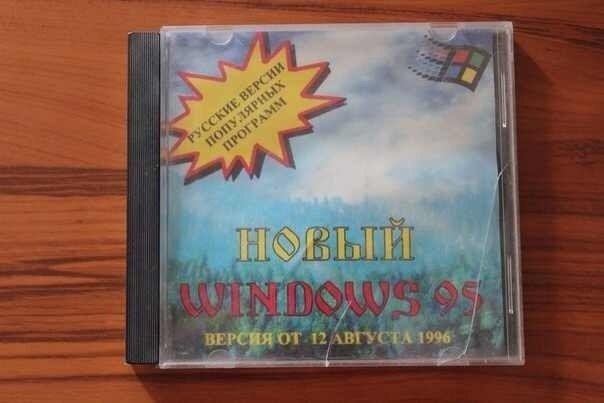 РУССКИЕ ВЕРСИИ
ПОПУЛЯРНЫХ
ПРОГРАММ
НОВЫЙ
WINDOWS 95
ВЕРСИЯ ОТ 12 АВГУСТА 1996